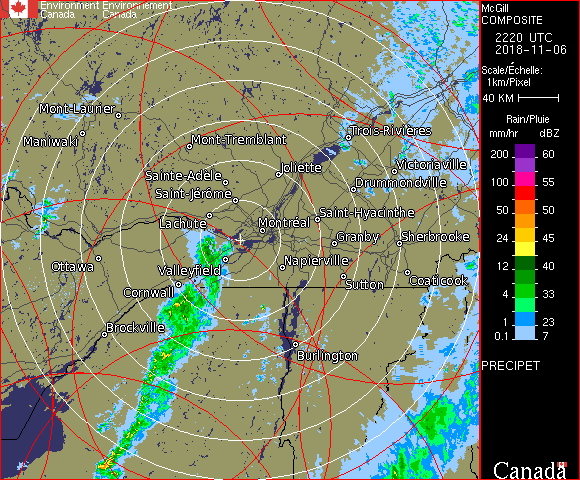 Environment Environnement
Canada Canada
McGill
COMPOSITE
2220 UTC
2018-11-06
Scale/Échelle:
1km/Pixel
40 KM
Rain/Pluie
mm/hr dBZ
200 60
100 55
50 50
24 45
12 40
4 33
1 23
0.1 7
PRECIPET
Canada
Mont-Laurier
Maniwaki
Mont-Tremblant
Trois-Rivières
Joliette
Victoriaville
Sainte-Adèle
Drummondville
Saint-Jérôme
Saint-Hyacinthe
Lachute
Montréal
Granby
Sherbrooke
Ottawa
Valleyfield
Napierville
Cornwall
Sutton
Coaticook
Brockville
Burlington